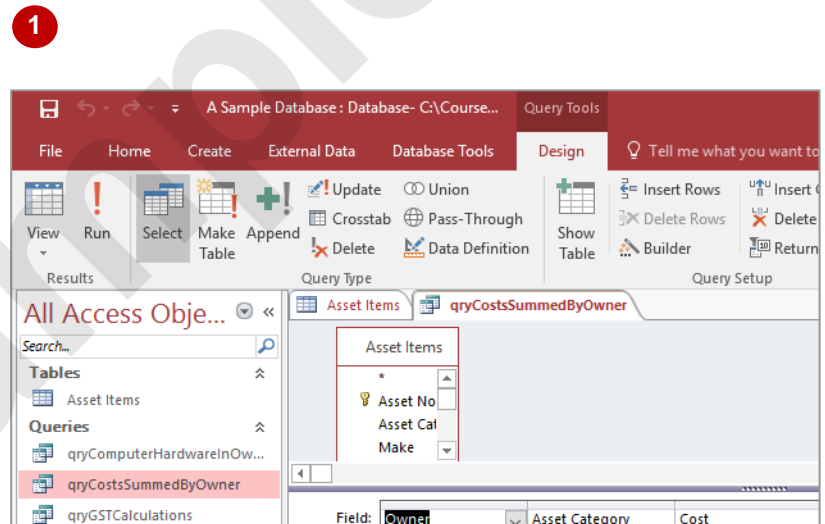 1
A Sample Database : Database- C:\Course... Query Tools
File Home Create External Data Database Tools Design Tell me what you want to
View Run Select Make Table Append Update Crosstab Delete Union Pass-Through Data Definition Show Table Insert Rows Delete Rows Builder Insert Delete Return
Results Query Type Query Setup
All Access Obje... « Asset Items qryCostsSummedByOwner
Search...
Tables
Asset Items
Queries
qryComputerHardwareInOw...
qryCostsSummedByOwner
qryGSTCalculations
Asset Items
*
Asset No
Asset Cat
Make
Field: Owner Asset Category Cost